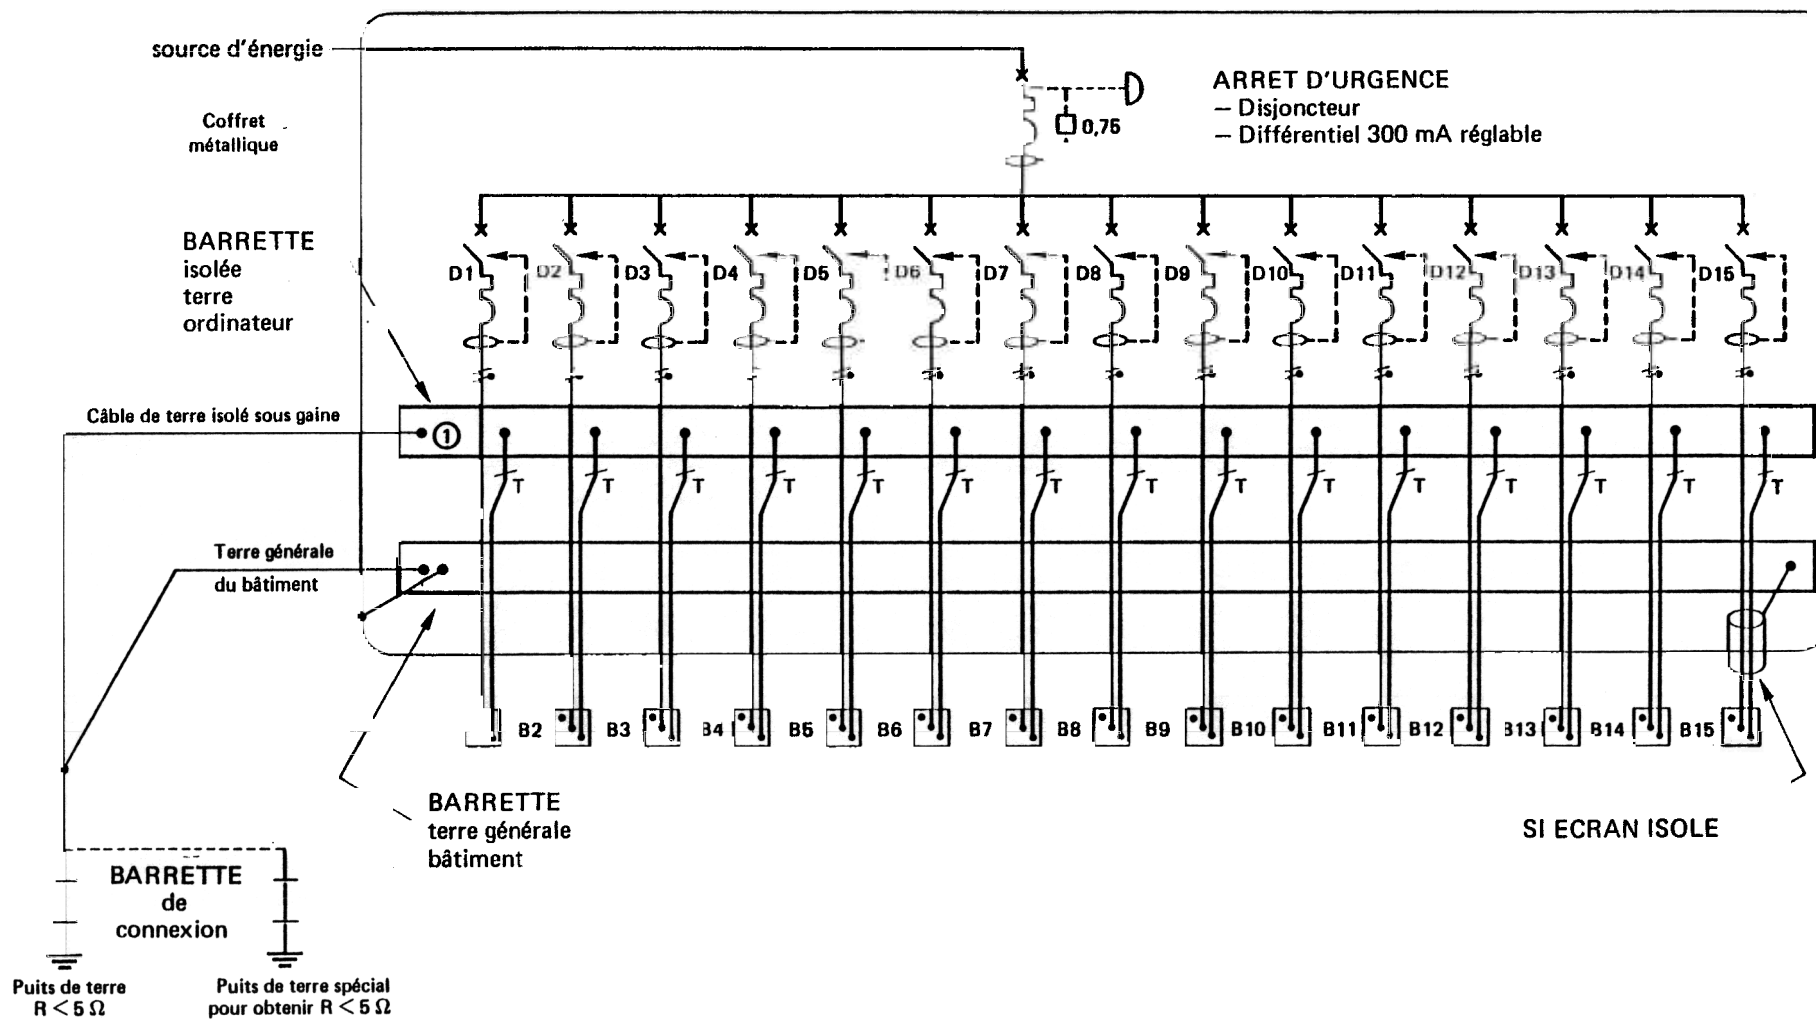 source d'énergie
Coffret
métallique
ARRET D'URGENCE
– Disjoncteur
– Différentiel 300 mA réglable
0,75
BARRETTE
isolée
terre
ordinateur
D1 D2 D3 D4 D5 D6 D7 D8 D9 D10 D11 D12 D13 D14 D15
Câble de terre isolé sous gaine
1
T T T T T T T T T T T T T T T
Terre générale
du bâtiment
B2 B3 B4 B5 B6 B7 B8 B9 B10 B11 B12 B13 B14 B15
BARRETTE
terre générale
bâtiment
SI ECRAN ISOLE
BARRETTE
de
connexion
Puits de terre
R < 5 Ω
Puits de terre spécial
pour obtenir R < 5 Ω